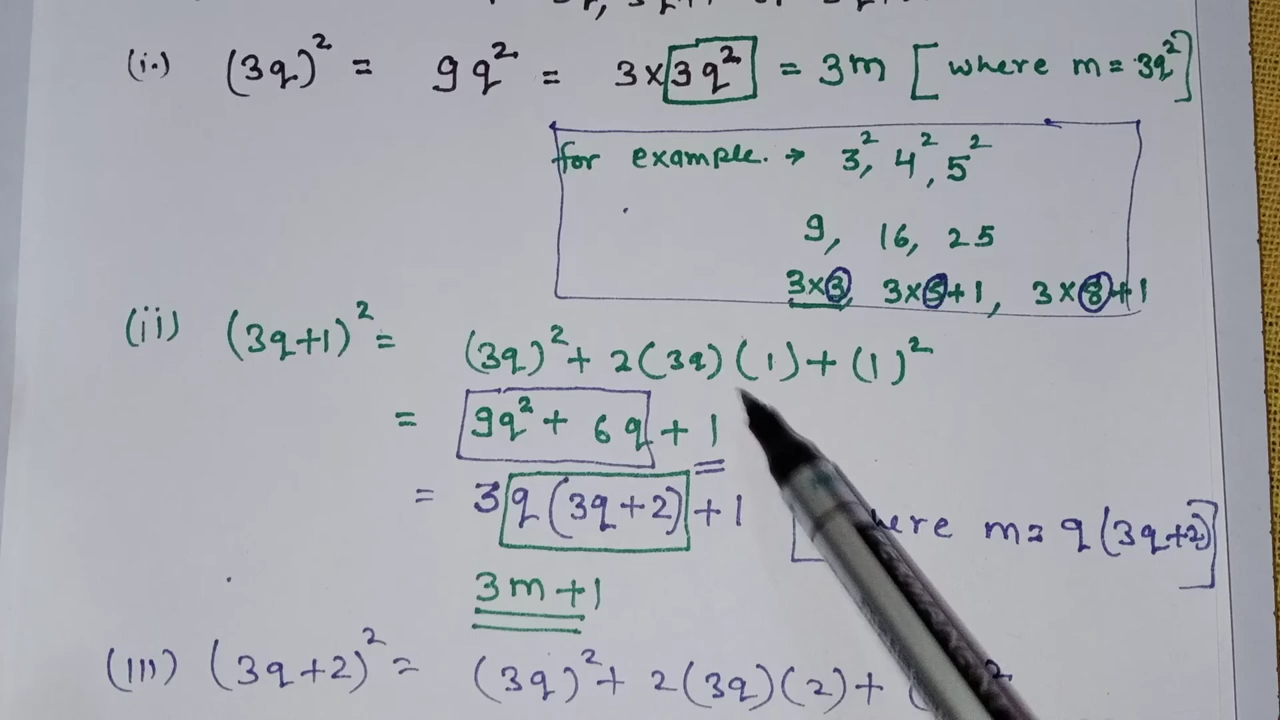 (i.) (3q)² = 9q² = 3×3q² = 3m [where m = 3q²]
for example. → 3², 4², 5²
9, 16, 25
3×3, 3×5+1, 3×8+1
(ii) (3q+1)² = (3q)² + 2(3q)(1) + (1)²
= 9q² + 6q + 1
= 3q(3q+2) + 1 m = q(3q+2)]
3m+1
(III) (3q+2)² = (3q)² + 2(3q)(2) +